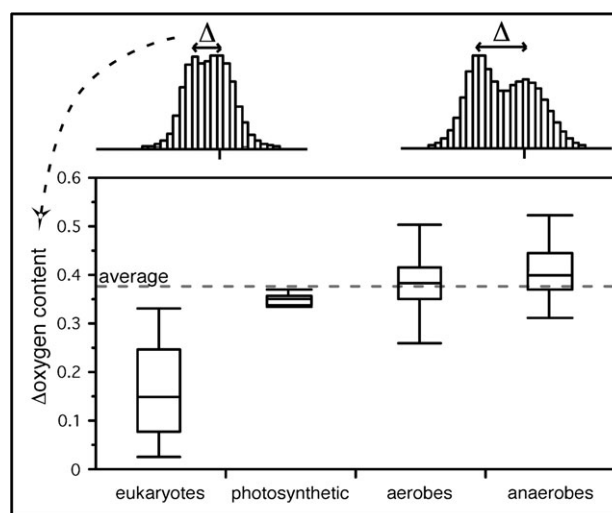 Δ
Δ
0.6
0.5
0.4
0.3
0.2
0.1
0
Δoxygen content
average
eukaryotes
photosynthetic
aerobes
anaerobes